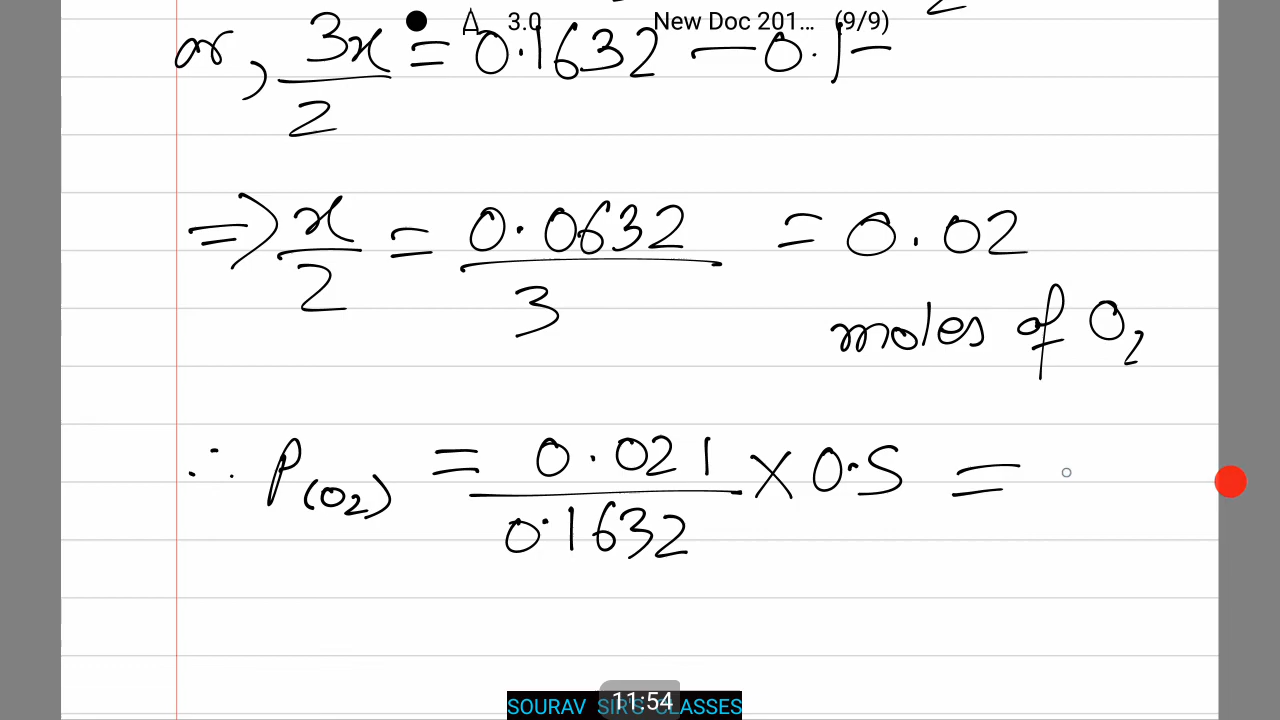 A 3.0 New Doc 201... (9/9)
or, 3x/2 = 0.1632 — 0.1 —
=> x/2 = 0.0632/3 = 0.02
moles of O2
∴ P(O2) = 0.021/0.1632 X 0.5 =
11:54
SOURAV SIR'S CLASSES